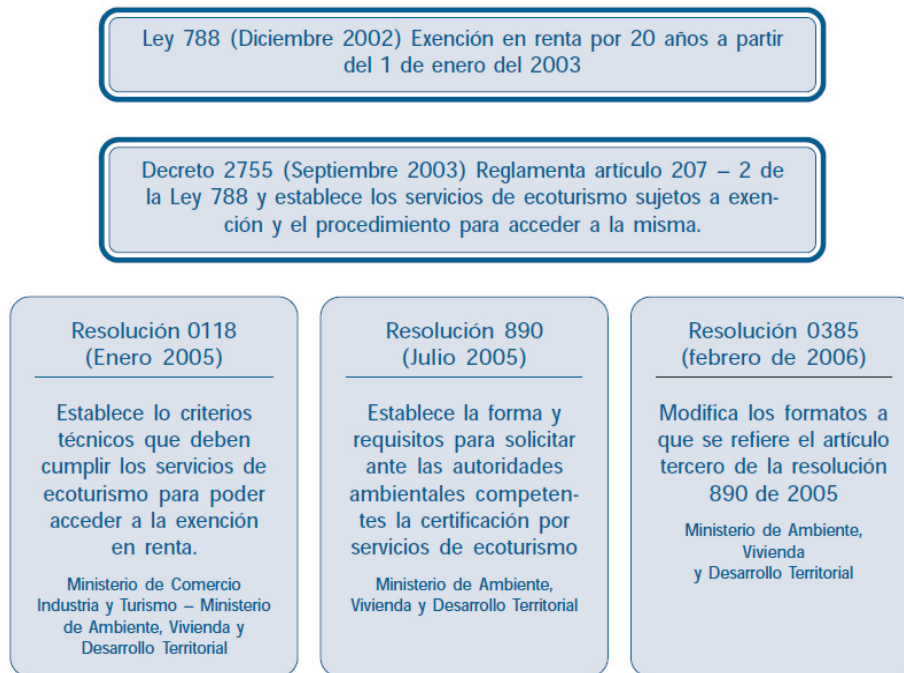 Ley 788 (Diciembre 2002) Exención en renta por 20 años a partir
del 1 de enero del 2003
Decreto 2755 (Septiembre 2003) Reglamenta artículo 207 – 2 de
la Ley 788 y establece los servicios de ecoturismo sujetos a exen-
ción y el procedimiento para acceder a la misma.
Resolución 0118
(Enero 2005)
Establece lo criterios
técnicos que deben
cumplir los servicios de
ecoturismo para poder
acceder a la exención
en renta.
Ministerio de Comercio
Industria y Turismo – Ministerio
de Ambiente, Vivienda y
Desarrollo Territorial
Resolución 890
(Julio 2005)
Establece la forma y
requisitos para solicitar
ante las autoridades
ambientales competen-
tes la certificación por
servicios de ecoturismo
Ministerio de Ambiente,
Vivienda y Desarrollo Territorial
Resolución 0385
(febrero de 2006)
Modifica los formatos a
que se refiere el artículo
tercero de la resolución
890 de 2005
Ministerio de Ambiente,
Vivienda
y Desarrollo Territorial